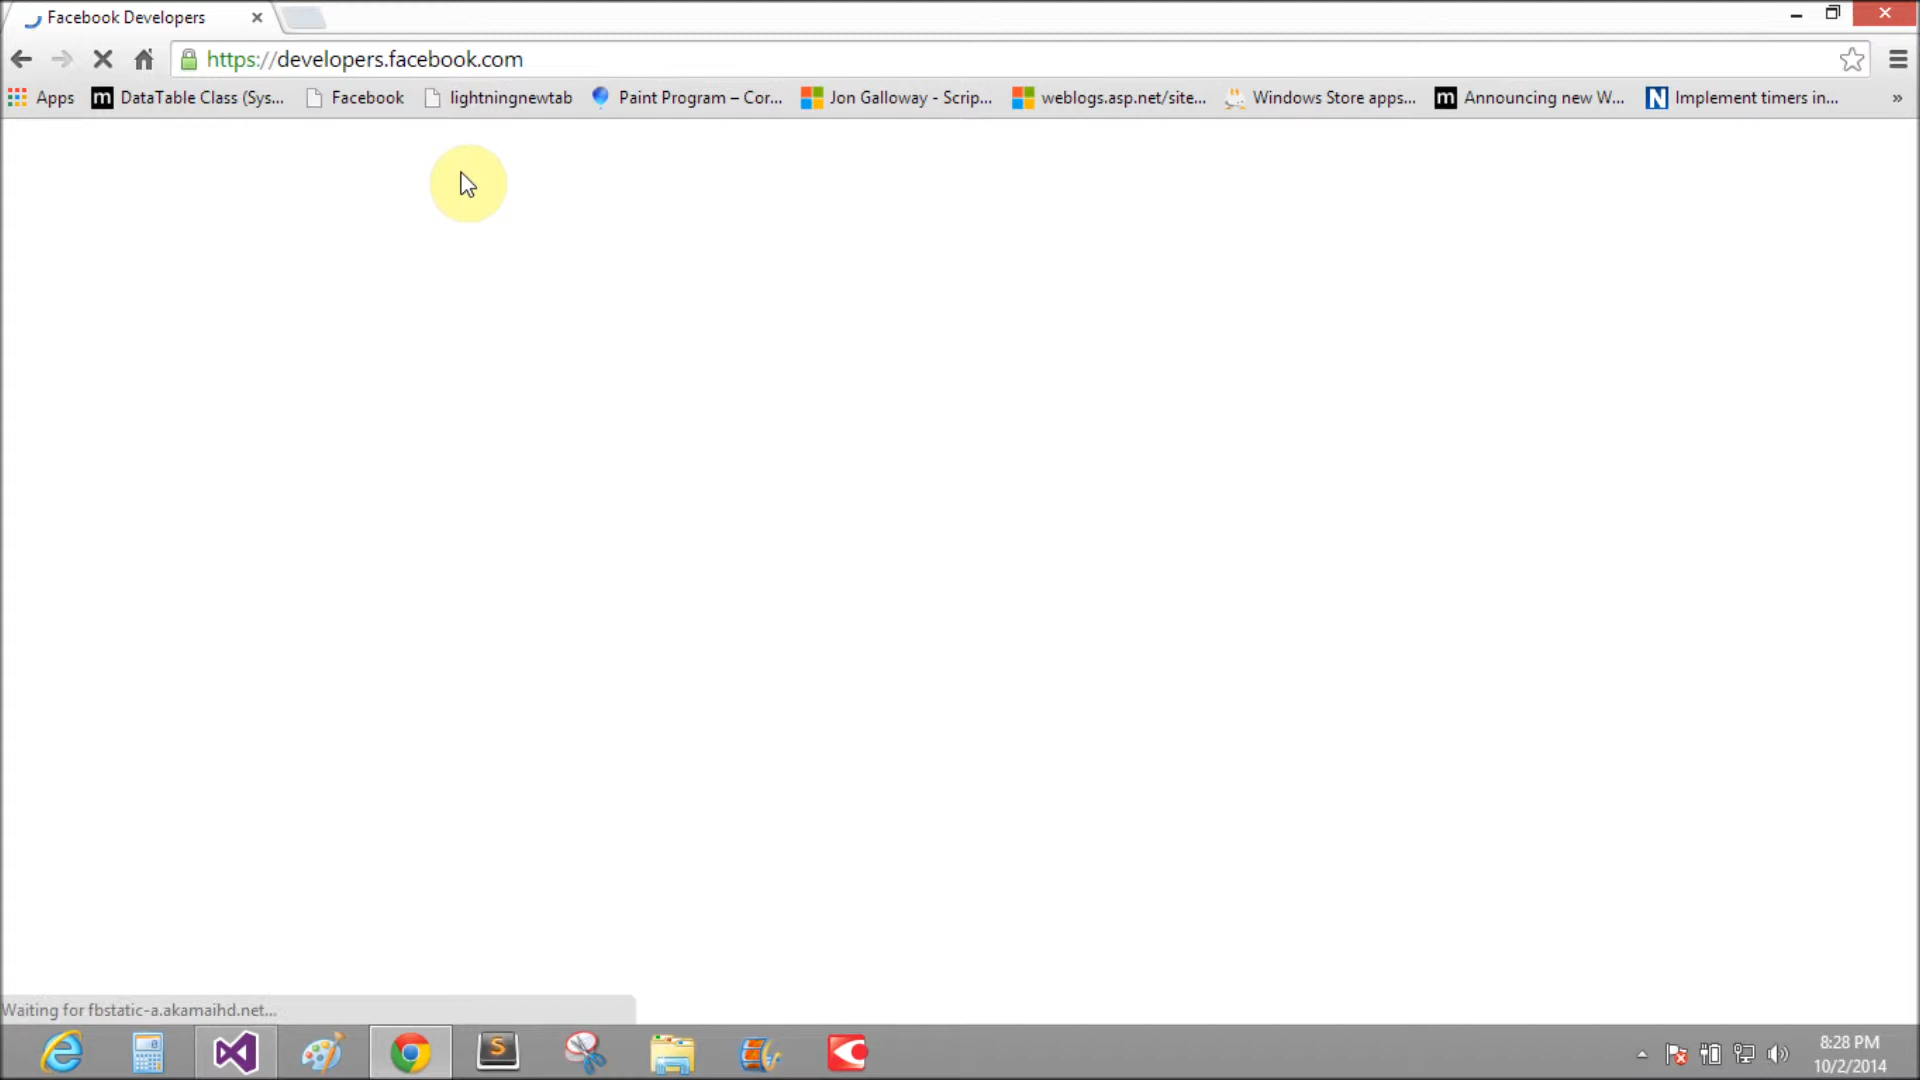 Facebook Developers
https://developers.facebook.com
Apps DataTable Class (Sys... Facebook lightningnewtab Paint Program – Cor... Jon Galloway - Scrip... weblogs.asp.net/site... Windows Store apps... Announcing new W... Implement timers in... »
Waiting for fbstatic-a.akamaihd.net...
8:28 PM
10/2/2014